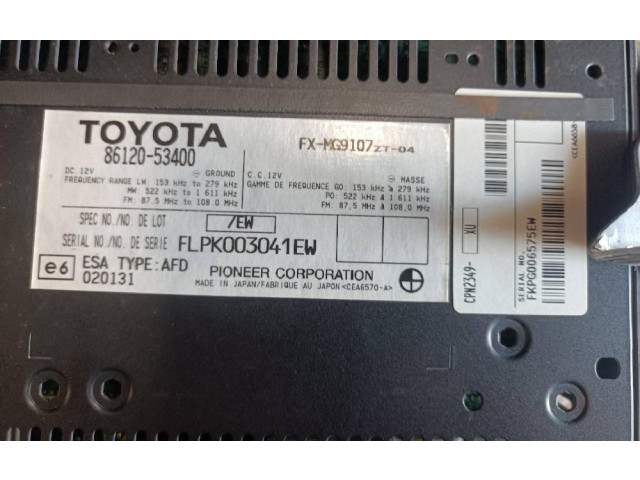 TOYOTA
86120-53400
FX-MG9107ZT-04
DC 12V ⊖ GROUND
FREQUENCY RANGE LW: 153 kHz TO 279 kHz
MW: 522 kHz TO 1 611 kHz
FM: 87,5 MHz TO 108,0 MHz
C.C. 12V ⊖ MASSE
GAMME DE FREQUENCE GO: 153 kHz à 279 kHz
PO: 522 kHz à 1 611 kHz
FM: 87,5 MHz à 108,0 MHz
SPEC NO./NO. DE LOT /EW
SERIAL NO./NO. DE SERIE FLPK003041EW
e6
ESA TYPE:AFD
020131
PIONEER CORPORATION
MADE IN JAPAN/FABRIQUE AU JAPON <CEA6570-A>
CPN2349- XU
SERIAL NO.
FKPG006575EW